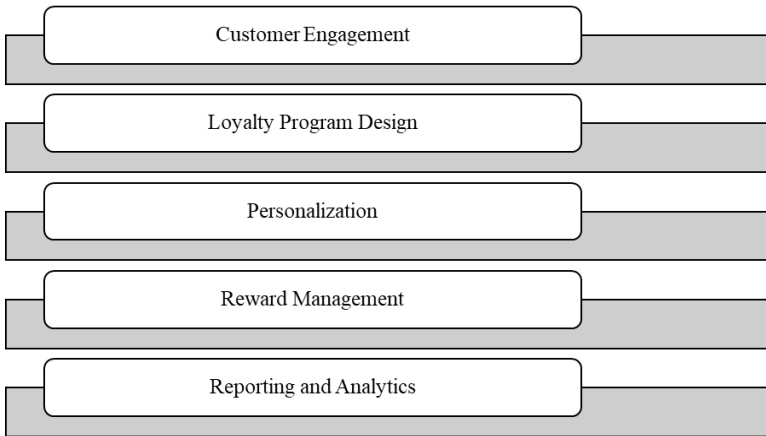 Customer Engagement
Loyalty Program Design
Personalization
Reward Management
Reporting and Analytics